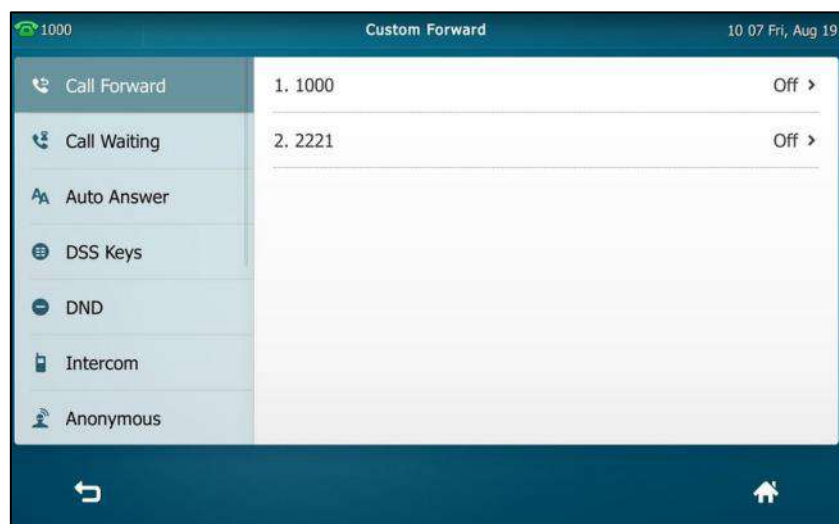 1000
Custom Forward
10 07 Fri, Aug 19
Call Forward
Call Waiting
Auto Answer
DSS Keys
DND
Intercom
Anonymous
1. 1000 Off
2. 2221 Off